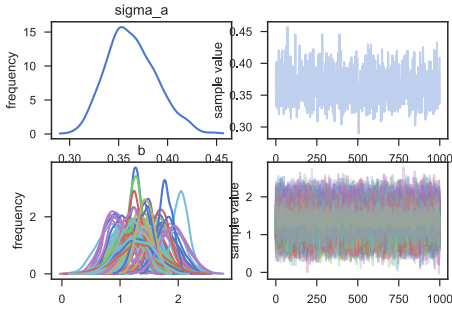 sigma_a
frequency
15
10
5
0
0.30 0.35 0.40 0.45
sample value
0.45
0.40
0.35
0.30
0 250 500 750 1000
b
frequency
2
0
0 1 2
sample value
2
1
0
0 250 500 750 1000